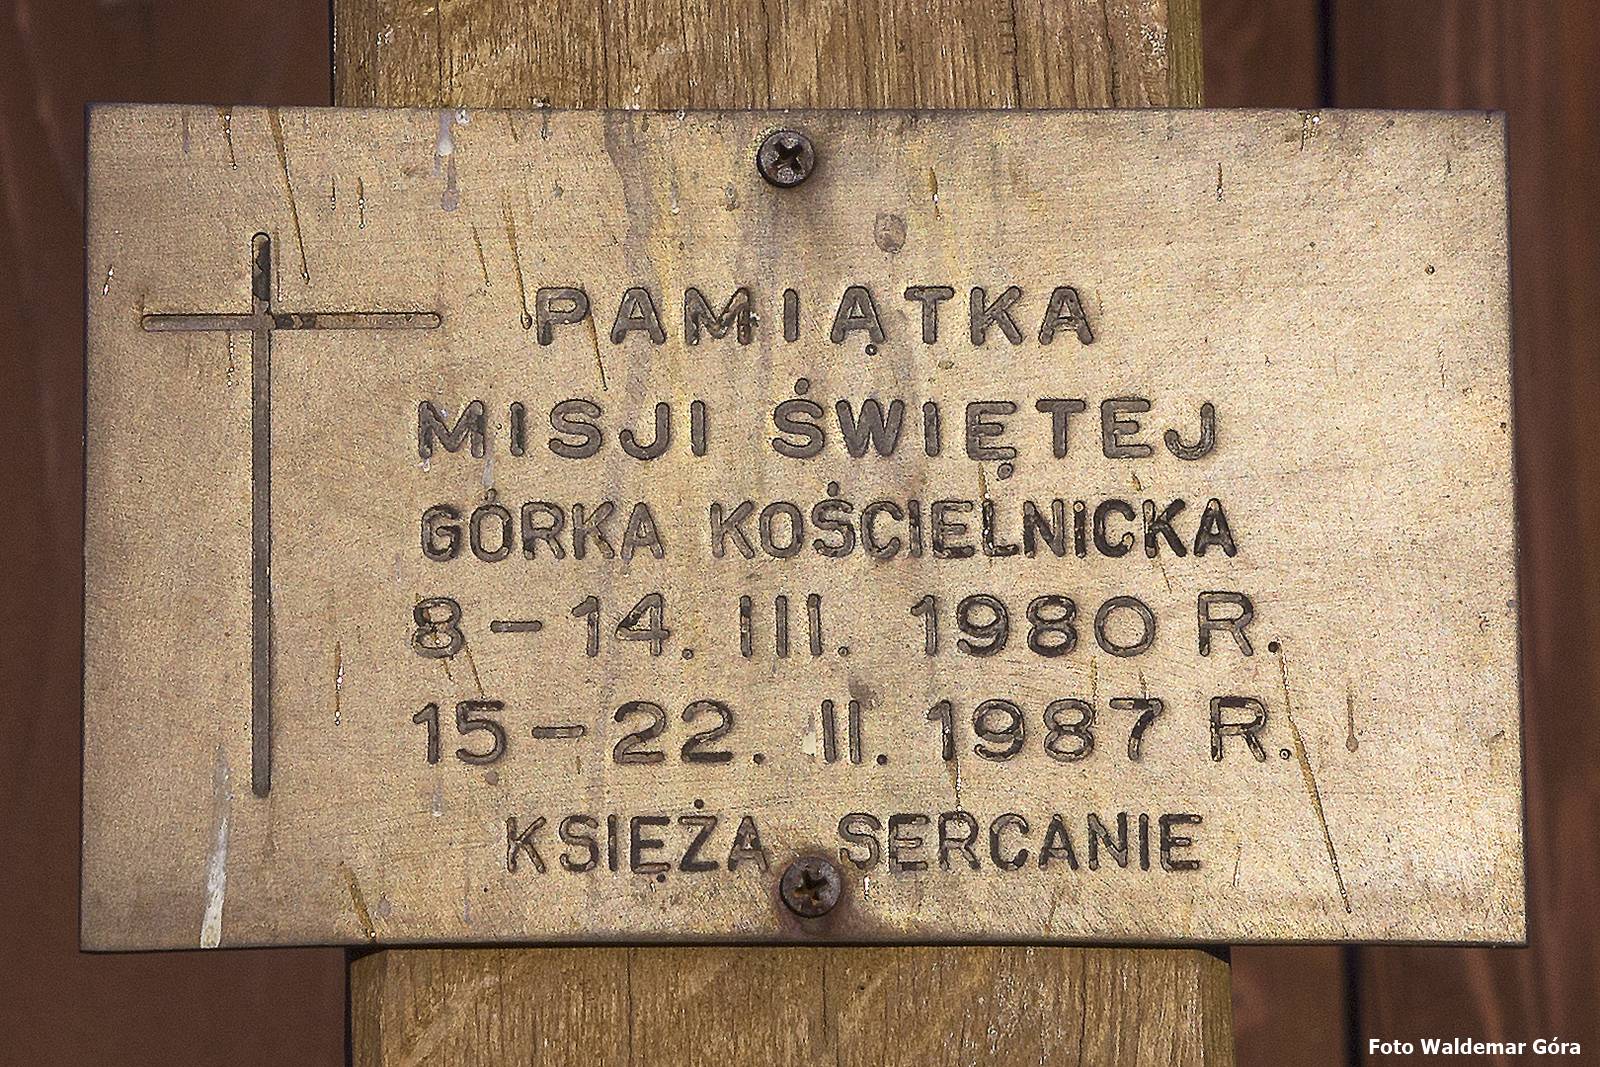 PAMIĄTKA
MISJI ŚWIĘTEJ
GÓRKA KOŚCIELNICKA
8-14. III. 1980 R.
15-22. II. 1987 R.
KSIĘŻA SERCANIE
Foto Waldemar Góra